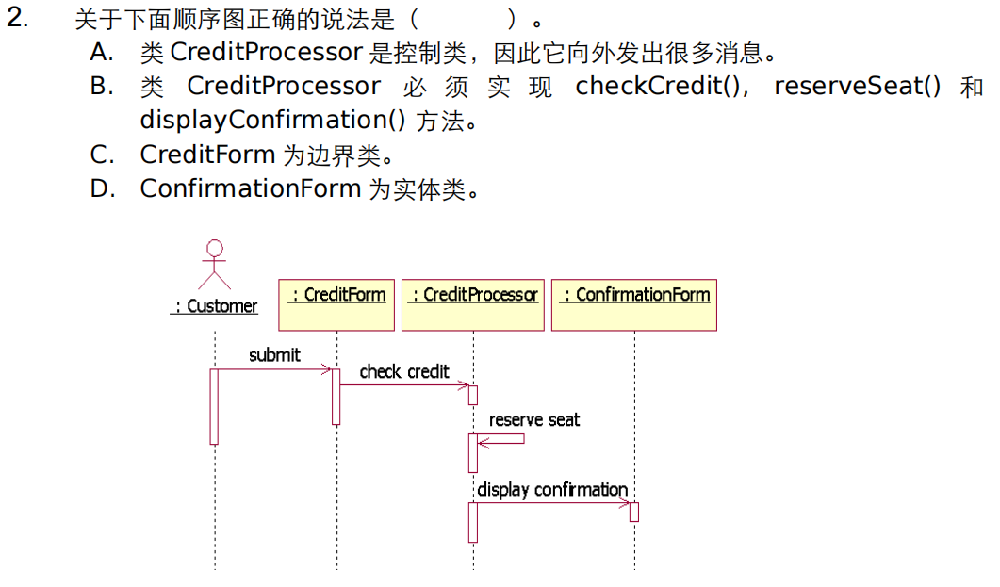 2. 关于下面顺序图正确的说法是（ ）。
A. 类 CreditProcessor 是控制类，因此它向外发出很多消息。
B. 类 CreditProcessor 必须实现 checkCredit()，reserveSeat() 和
displayConfirmation() 方法。
C. CreditForm 为边界类。
D. ConfirmationForm 为实体类。
: Customer
: CreditForm
: CreditProcessor
: ConfirmationForm
submit
check credit
reserve seat
display confirmation